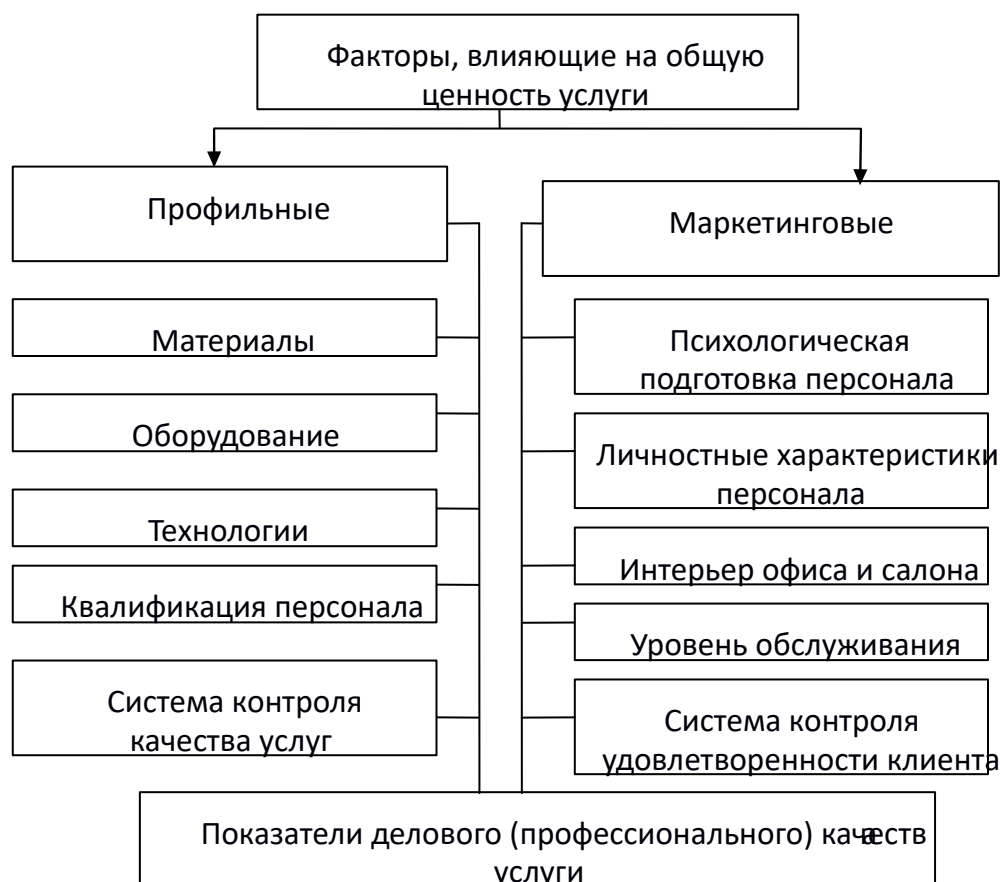 Факторы, влияющие на общую
ценность услуги
Профильные
Материалы
Оборудование
Технологии
Квалификация персонала
Система контроля
качества услуг
Маркетинговые
Психологическая
подготовка персонала
Личностные характеристики
персонала
Интерьер офиса и салона
Уровень обслуживания
Система контроля
удовлетворенности клиента
Показатели делового (профессионального) качества
услуги